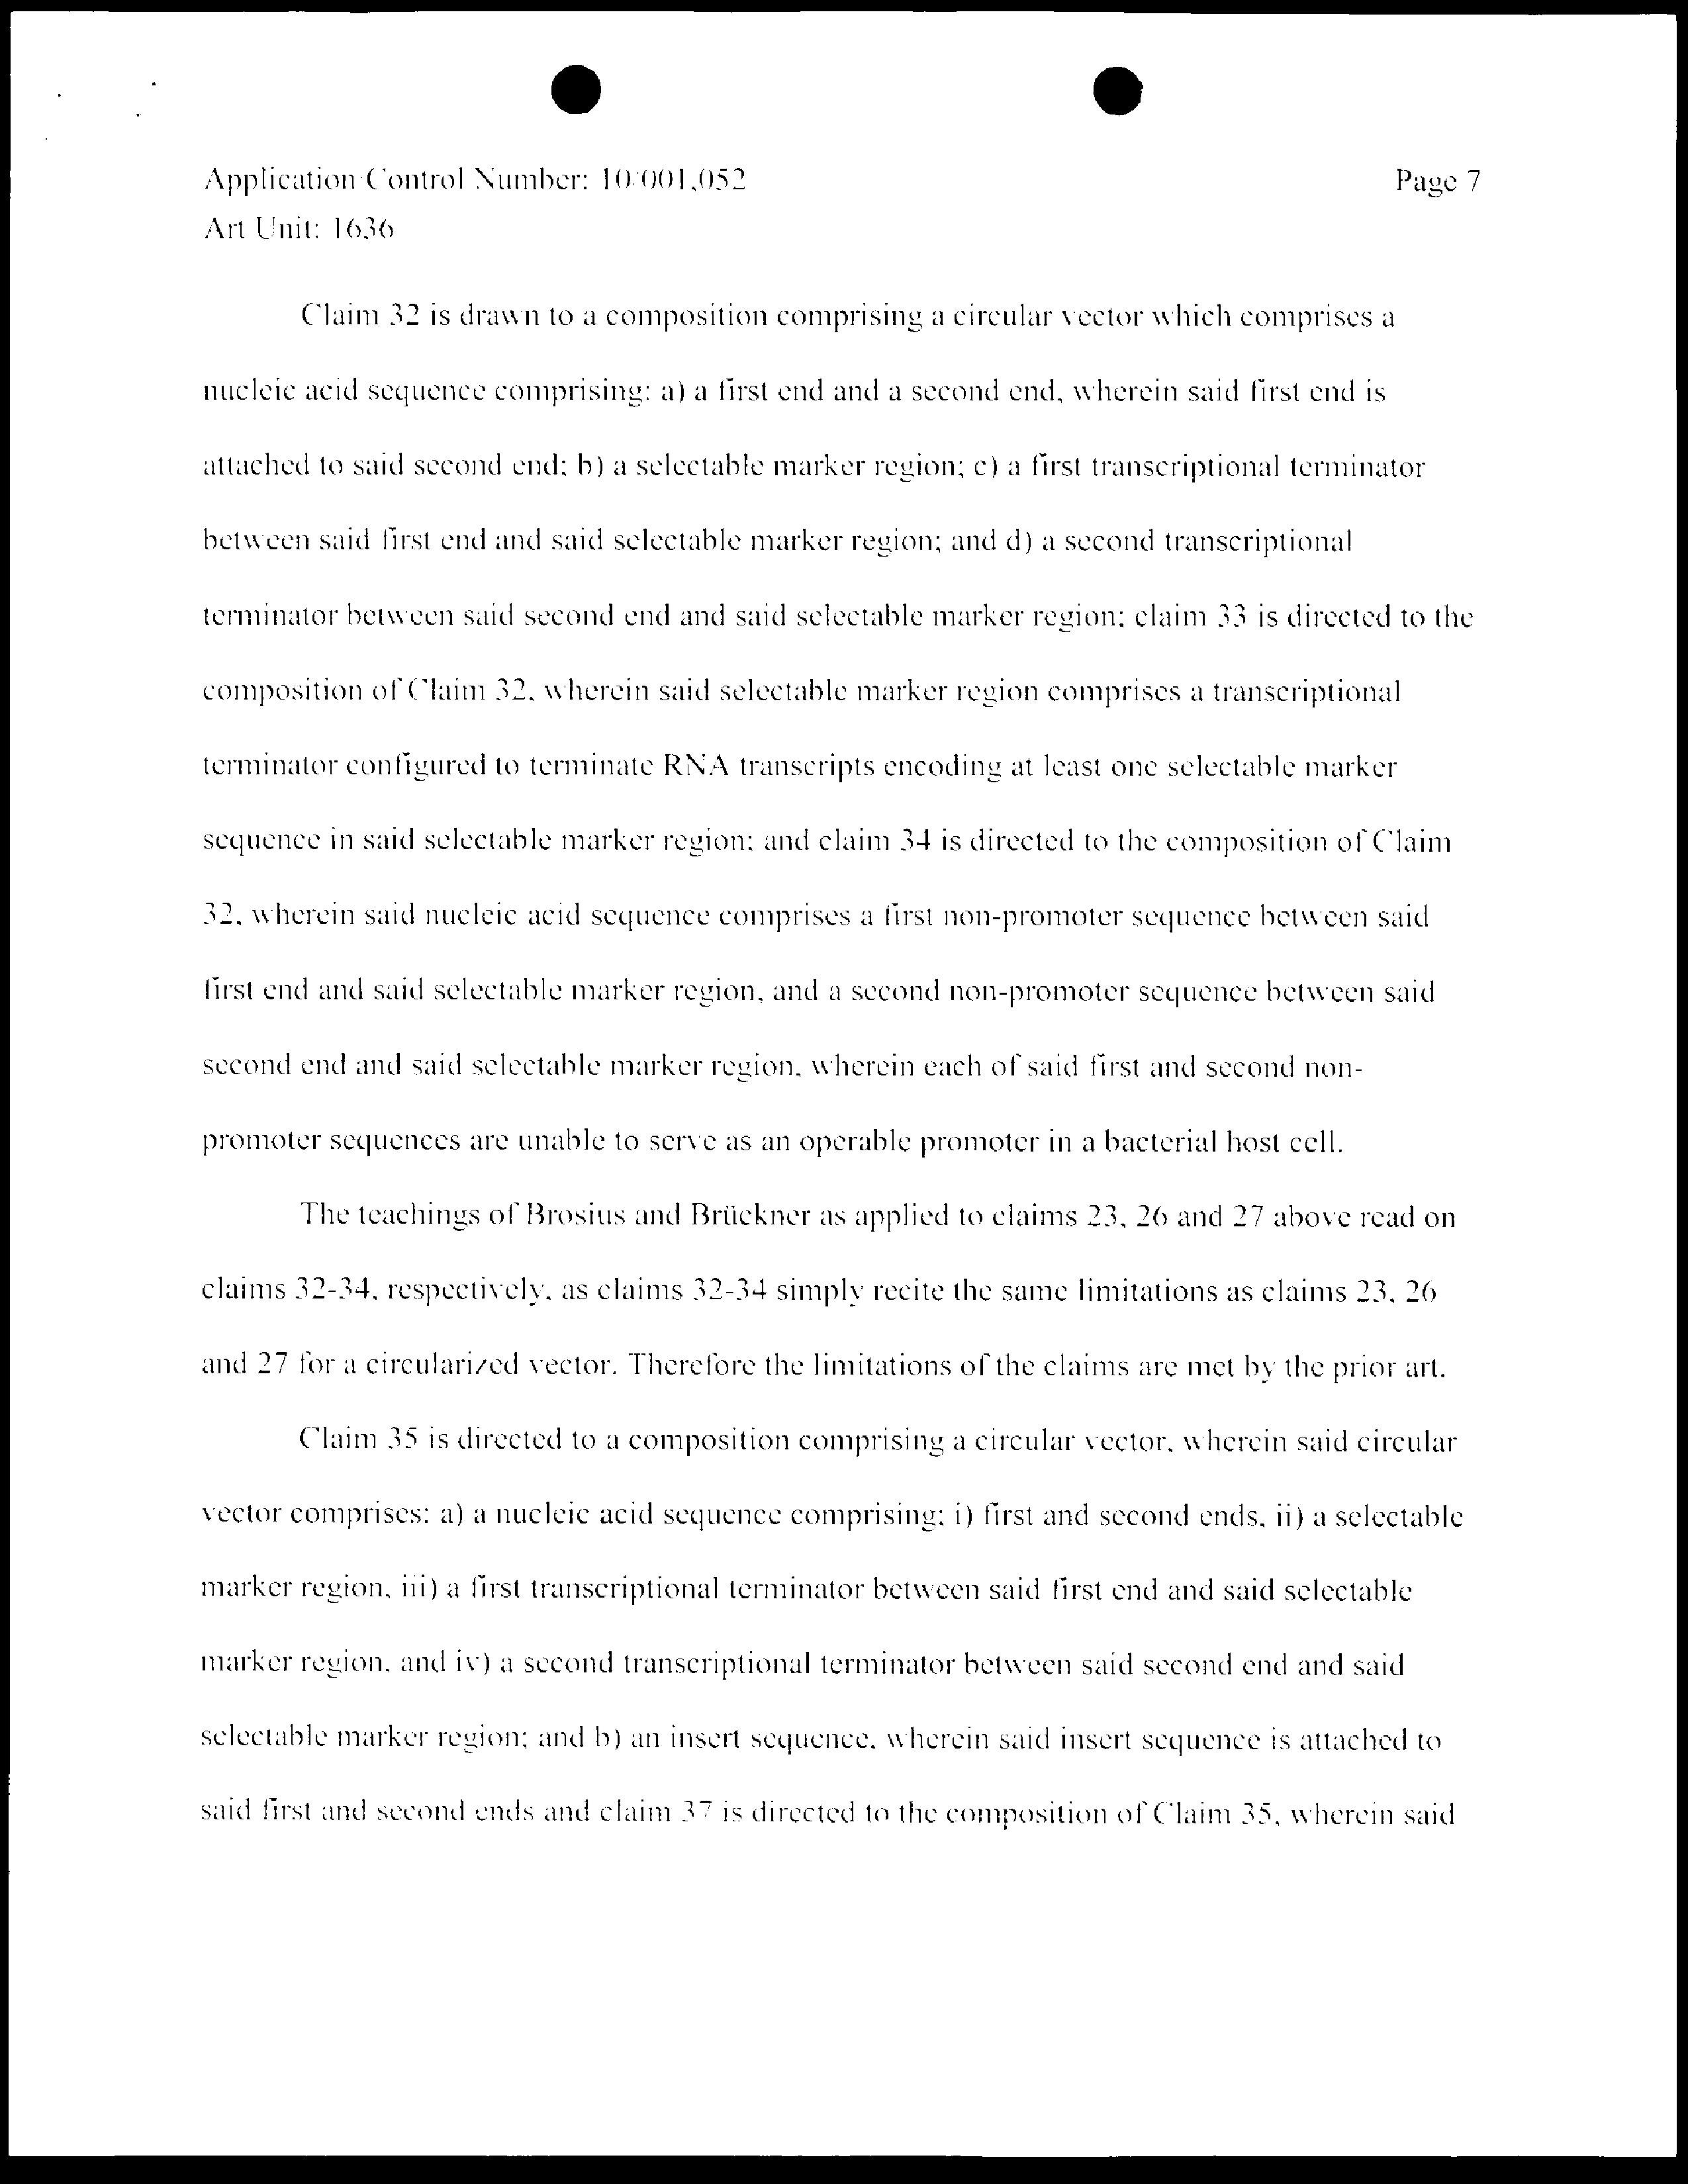 Application/Control Number: 10/001,052 Page 7
Art Unit: 1636
Claim 32 is drawn to a composition comprising a circular vector which comprises a
nucleic acid sequence comprising: a) a first end and a second end, wherein said first end is
attached to said second end; b) a selectable marker region; c) a first transcriptional terminator
between said first end and said selectable marker region; and d) a second transcriptional
terminator between said second end and said selectable marker region; claim 33 is directed to the
composition of Claim 32, wherein said selectable marker region comprises a transcriptional
terminator configured to terminate RNA transcripts encoding at least one selectable marker
sequence in said selectable marker region; and claim 34 is directed to the composition of Claim
32, wherein said nucleic acid sequence comprises a first non-promoter sequence between said
first end and said selectable marker region, and a second non-promoter sequence between said
second end and said selectable marker region, wherein each of said first and second non-
promoter sequences are unable to serve as an operable promoter in a bacterial host cell.
The teachings of Brosius and Brückner as applied to claims 23, 26 and 27 above read on
claims 32-34, respectively, as claims 32-34 simply recite the same limitations as claims 23, 26
and 27 for a circularized vector. Therefore the limitations of the claims are met by the prior art.
Claim 35 is directed to a composition comprising a circular vector, wherein said circular
vector comprises: a) a nucleic acid sequence comprising; i) first and second ends, ii) a selectable
marker region, iii) a first transcriptional terminator between said first end and said selectable
marker region, and iv) a second transcriptional terminator between said second end and said
selectable marker region; and b) an insert sequence, wherein said insert sequence is attached to
said first and second ends and claim 37 is directed to the composition of Claim 35, wherein said